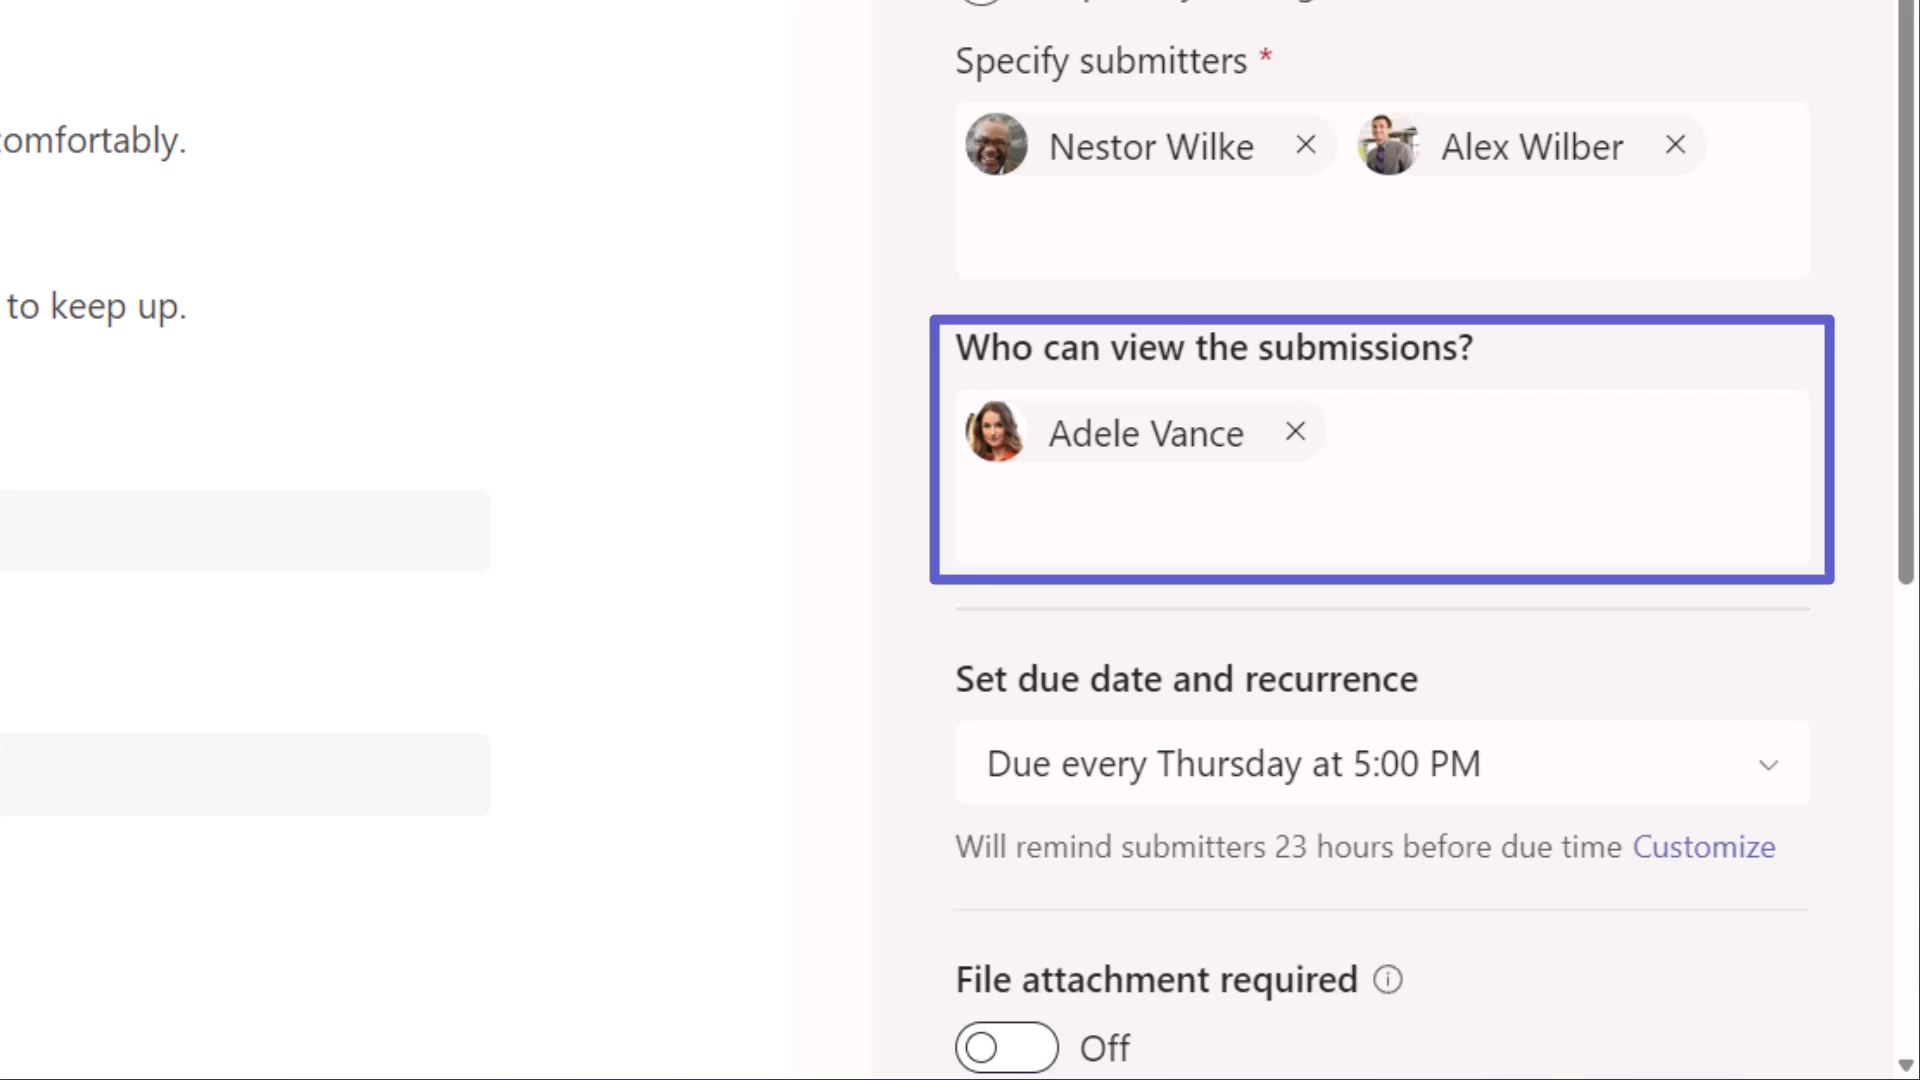 comfortably.
to keep up.
Specify submitters *
Nestor Wilke
Alex Wilber
Who can view the submissions?
Adele Vance
Set due date and recurrence
Due every Thursday at 5:00 PM
Will remind submitters 23 hours before due time Customize
File attachment required
Off